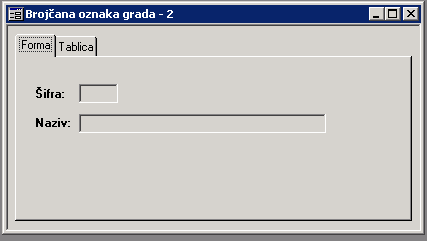 Brojčana oznaka grada - 2
Forma Tablica
Šifra:
Naziv: